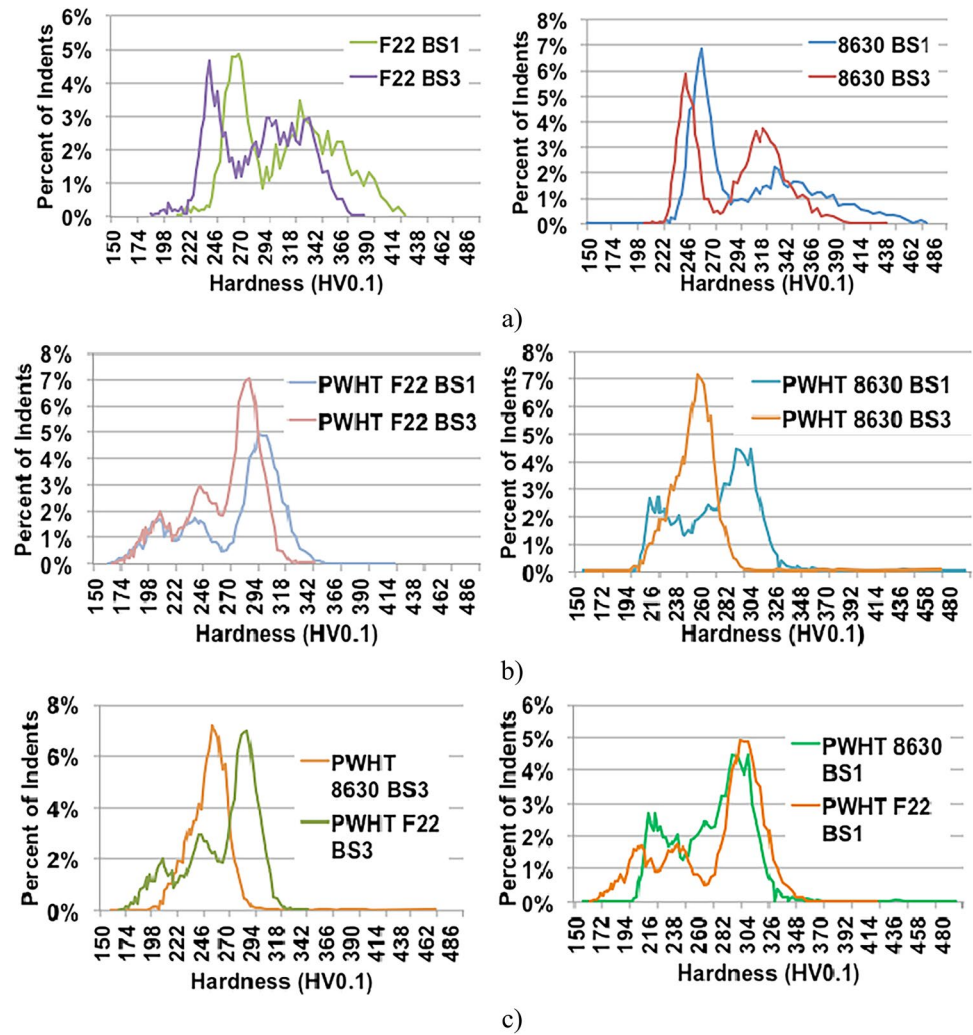 6%
5%
4%
3%
2%
1%
0%
Percent of Indents
F22 BS1
F22 BS3
150 174 198 222 246 270 294 318 342 366 390 414 438 462 486
Hardness (HV0.1)
8%
7%
6%
5%
4%
3%
2%
1%
0%
Percent of Indents
8630 BS1
8630 BS3
150 174 198 222 246 270 294 318 342 366 390 414 438 462 486
Hardness (HV0.1)
a)
8%
7%
6%
5%
4%
3%
2%
1%
0%
Percent of Indents
PWHT F22 BS1
PWHT F22 BS3
150 174 198 222 246 270 294 318 342 366 390 414 438 462 486
Hardness (HV0.1)
8%
7%
6%
5%
4%
3%
2%
1%
0%
Percent of Indents
PWHT 8630 BS1
PWHT 8630 BS3
150 172 194 216 238 260 282 304 326 348 370 392 414 436 458 480
Hardness (HV0.1)
b)
8%
6%
4%
2%
0%
Percent of Indents
PWHT
8630 BS3
PWHT F22
BS3
150 174 198 222 246 270 294 318 342 366 390 414 438 462 486
Hardness (HV0.1)
6%
5%
4%
3%
2%
1%
0%
Percent of Indents
PWHT 8630
BS1
PWHT F22
BS1
150 172 194 216 238 260 282 304 326 348 370 392 414 436 458 480
Hardness (HV0.1)
c)